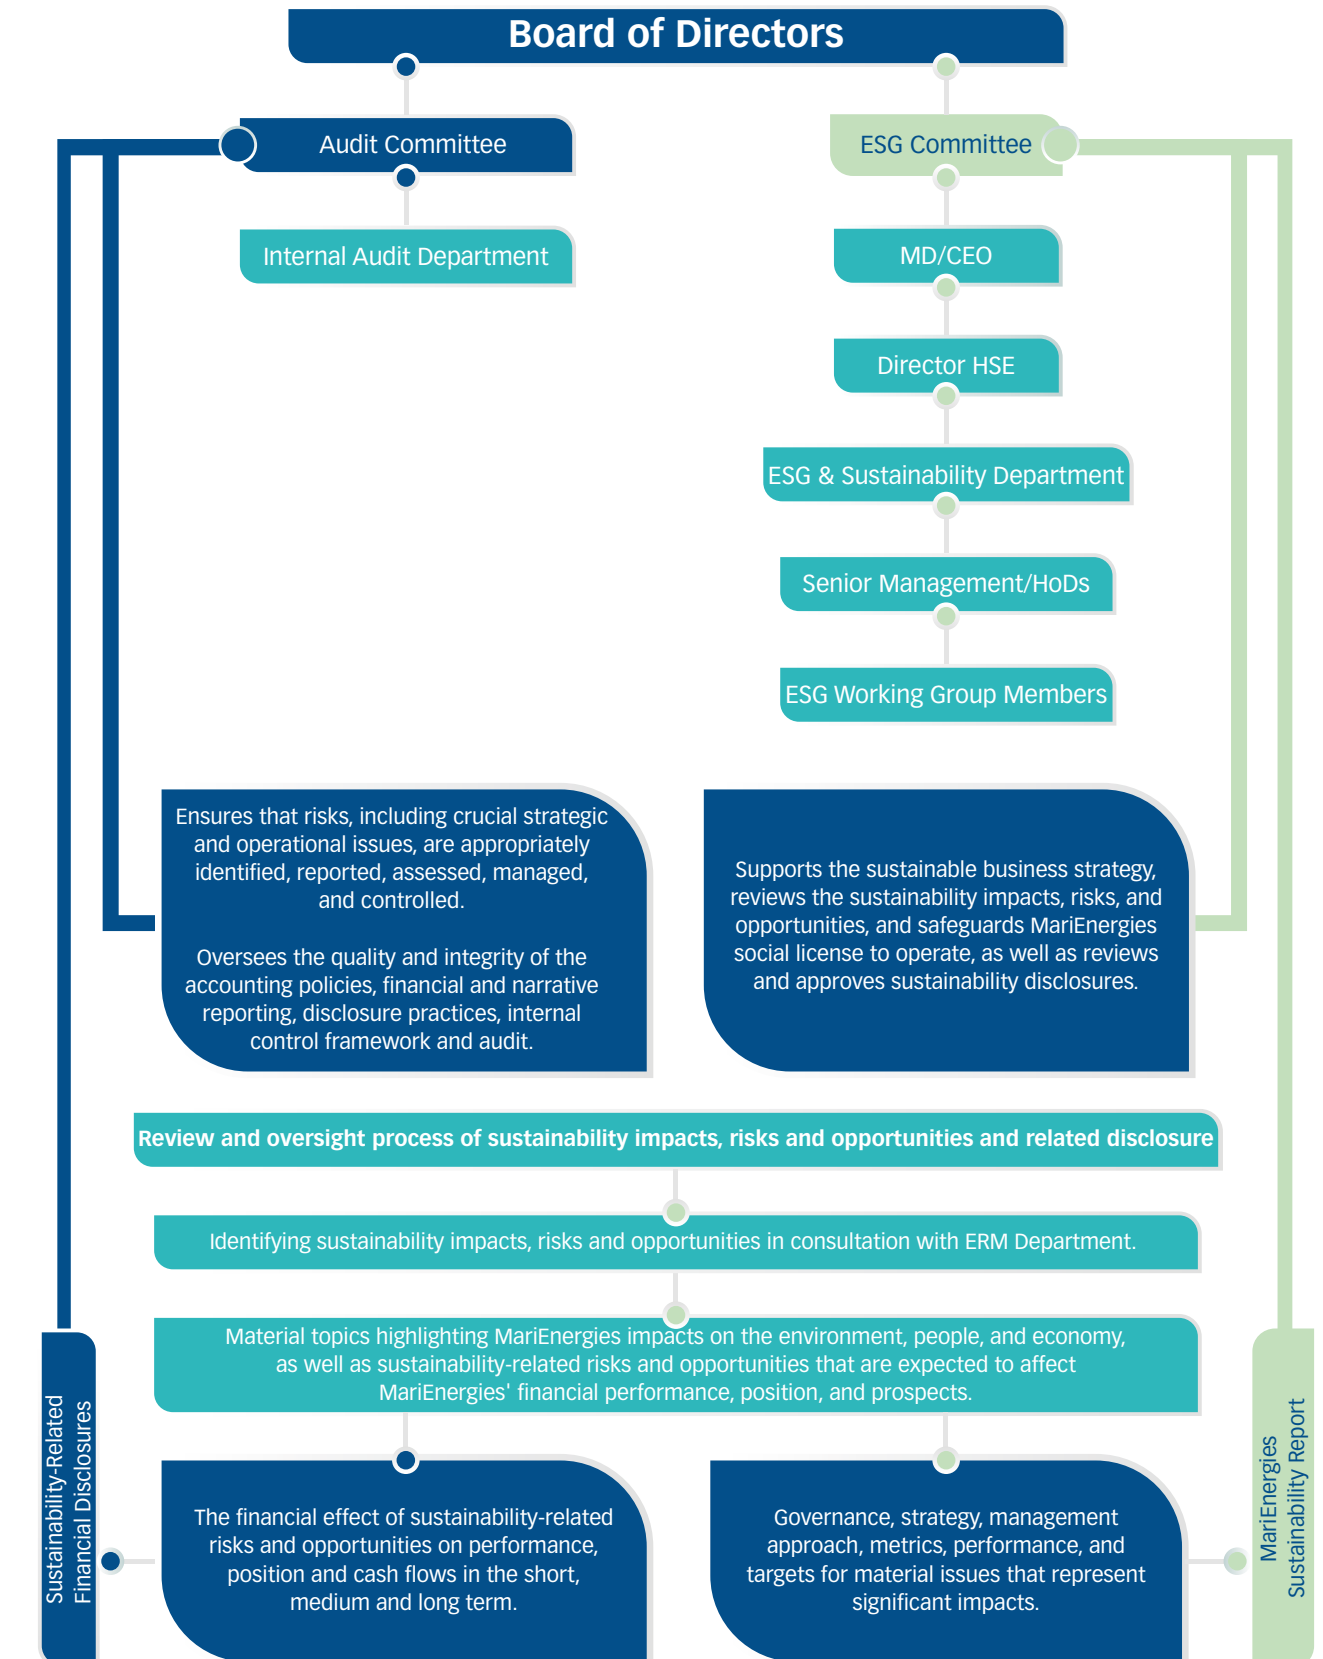 Board of Directors
Audit Committee
Internal Audit Department
ESG Committee
MD/CEO
Director HSE
ESG & Sustainability Department
Senior Management/HoDs
ESG Working Group Members
Ensures that risks, including crucial strategic
and operational issues, are appropriately
identified, reported, assessed, managed,
and controlled.
Oversees the quality and integrity of the
accounting policies, financial and narrative
reporting, disclosure practices, internal
control framework and audit.
Supports the sustainable business strategy,
reviews the sustainability impacts, risks, and
opportunities, and safeguards MariEnergies
social license to operate, as well as reviews
and approves sustainability disclosures.
Review and oversight process of sustainability impacts, risks and opportunities and related disclosure
Identifying sustainability impacts, risks and opportunities in consultation with ERM Department.
Material topics highlighting MariEnergies impacts on the environment, people, and economy,
as well as sustainability-related risks and opportunities that are expected to affect
MariEnergies' financial performance, position, and prospects.
Sustainability-Related
Financial Disclosures
The financial effect of sustainability-related
risks and opportunities on performance,
position and cash flows in the short,
medium and long term.
Governance, strategy, management
approach, metrics, performance, and
targets for material issues that represent
significant impacts.
MariEnergies
Sustainability Report